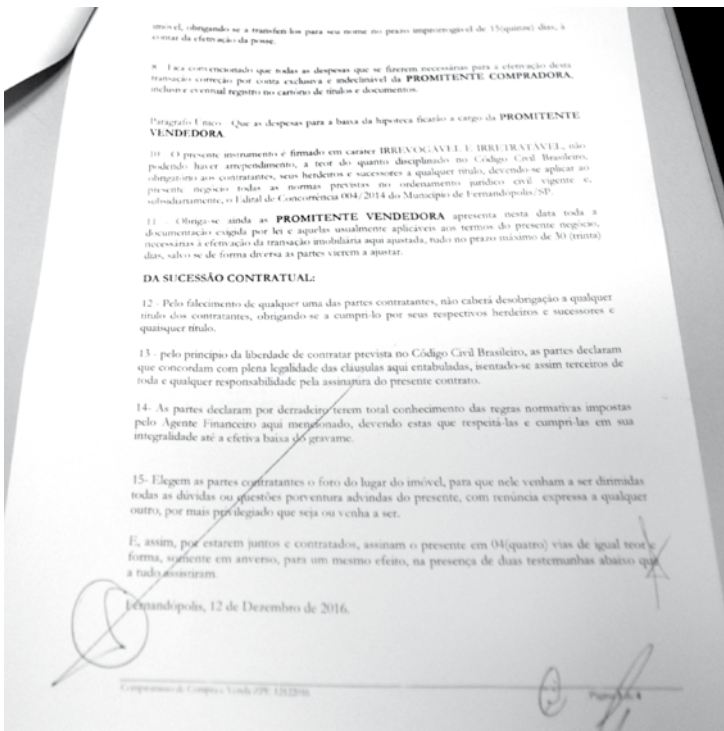 imóvel, obrigando-se a transferi-los para seu nome no prazo improrrogável de 15(quinze) dias, à
contar da efetivação da posse.
Fica convencionado que todas as despesas que se fizerem necessárias para a efetivação desta
transação correção por conta exclusiva e indeclinável da PROMITENTE COMPRADORA,
inclusive eventual registro no cartório de títulos e documentos.
Paragrafo Único - Que as despesas para a baixa da hipoteca ficarão a cargo da PROMITENTE
VENDEDORA.
10 - O presente instrumento é firmado em carater IRREVOGÁVEL E IRRETRATÁVEL, não
podendo haver arrependimento, a teor do quanto disciplinado no Código Civil Brasileiro,
obrigatório aos contratantes, seus herdeiros e sucessores a qualquer título, devendo-se aplicar ao
presente negócio todas as normas previstas no ordenamento jurídico civil vigente e,
subsidiariamente, o Edital de Concorrência 004/2014 do Município de Fernandópolis/SP.
11 - Obriga-se ainda as PROMITENTE VENDEDORA apresenta nesta data toda a
documentação exigida por lei e aquelas usualmente aplicáveis aos termos do presente negócio,
necessárias à efetivação da transação imobiliária aqui ajustada, tudo no prazo máximo de 30 (trinta)
dias, salvo se de forma diversa as partes vierem a ajustar.
DA SUCESSÃO CONTRATUAL:
12 - Pelo falecimento de qualquer uma das partes contratantes, não caberá desobrigação a qualquer
título dos contratantes, obrigando-se a cumpri-lo por seus respectivos herdeiros e sucessores e
quaisquer título.
13 - pelo princípio da liberdade de contratar prevista no Código Civil Brasileiro, as partes declaram
que concordam com plena legalidade das cláusulas aqui entabuladas, isentado-se assim terceiros de
toda e qualquer responsabilidade pela assinatura do presente contrato.
14- As partes declaram por derradeiro terem total conhecimento das regras normativas impostas
pelo Agente Financeiro aqui mencionado, devendo estas que respeitá-las e cumpri-las em sua
integralidade até a efetiva baixa do gravame.
15- Elegem as partes contratantes o foro do lugar do imóvel, para que nele venham a ser dirimidas
todas as dúvidas ou questões porventura advindas do presente, com renúncia expressa a qualquer
outro, por mais privilegiado que seja ou venha a ser.
E, assim, por estarem juntos e contratados, assinam o presente em 04(quatro) vias de igual teor e
forma, somente em anverso, para um mesmo efeito, na presença de duas testemunhas abaixo que
a tudo assistiram.
Fernandópolis, 12 de Dezembro de 2016.
Compromisso de Compra e Venda